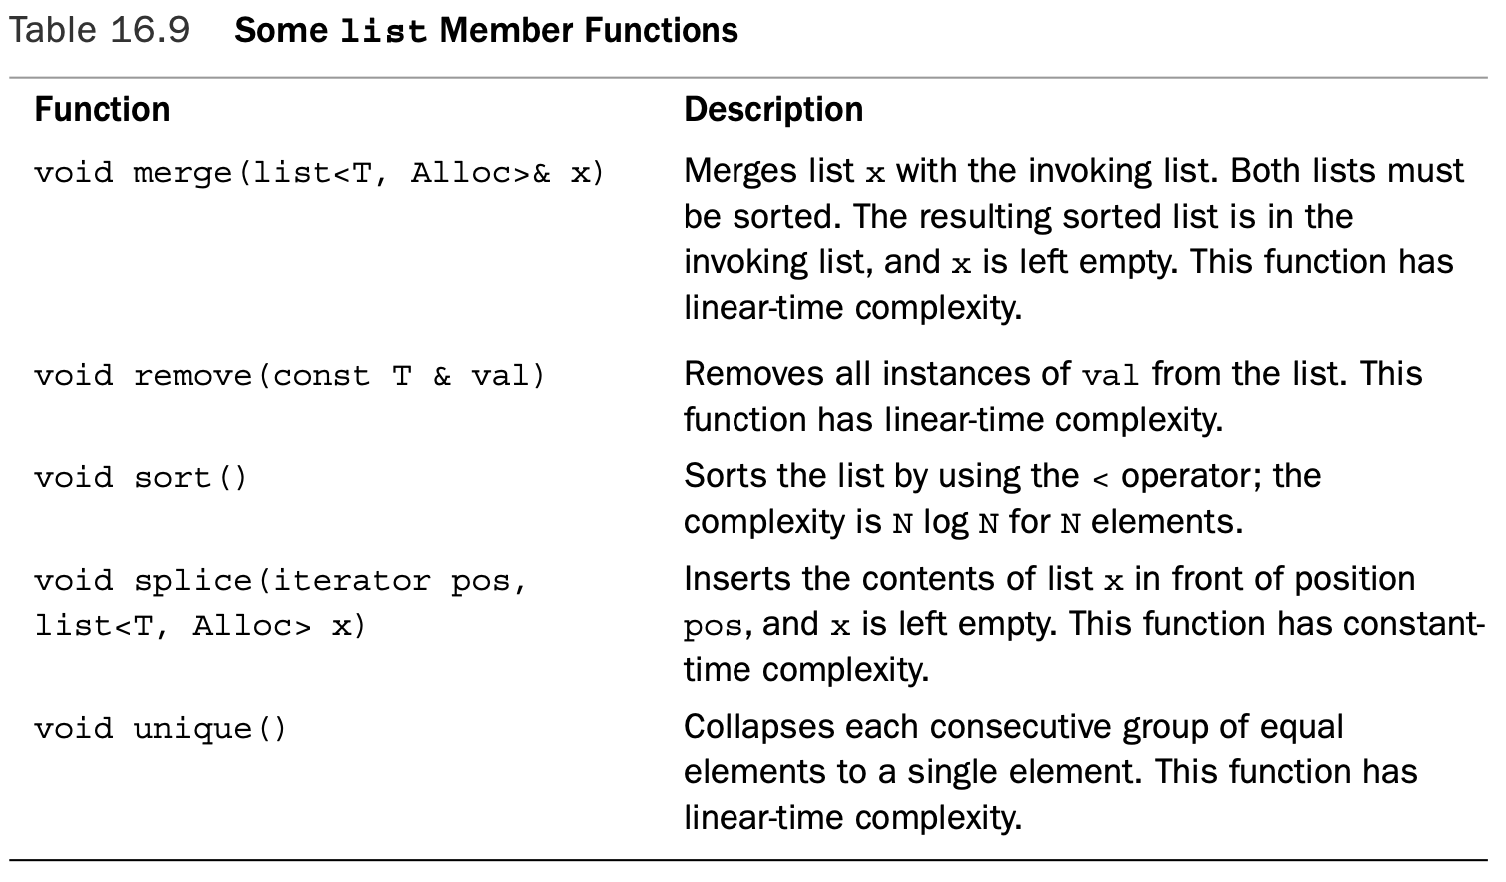 Table 16.9 Some list Member Functions
Function Description
void merge(list<T, Alloc>& x) Merges list x with the invoking list. Both lists must
be sorted. The resulting sorted list is in the
invoking list, and x is left empty. This function has
linear-time complexity.
void remove(const T & val) Removes all instances of val from the list. This
function has linear-time complexity.
void sort() Sorts the list by using the < operator; the
complexity is N log N for N elements.
void splice(iterator pos, Inserts the contents of list x in front of position
list<T, Alloc> x) pos, and x is left empty. This function has constant-
time complexity.
void unique() Collapses each consecutive group of equal
elements to a single element. This function has
linear-time complexity.